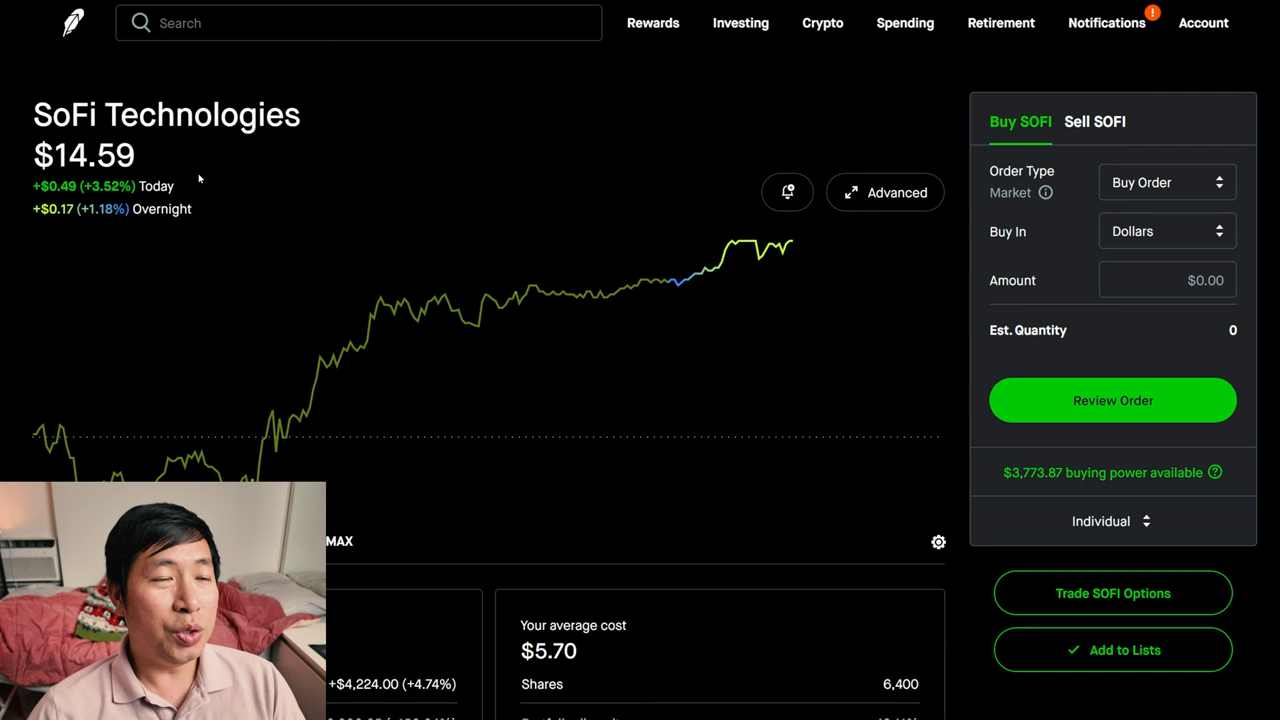 Search
Rewards
Investing
Crypto
Spending
Retirement
Notifications
!
Account
SoFi Technologies
$14.59
+$0.49 (+3.52%) Today
+$0.17 (+1.18%) Overnight
Advanced
MAX
+$4,224.00 (+4.74%)
Your average cost
$5.70
Shares 6,400
Buy SOFI Sell SOFI
Order Type
Market
Buy Order
Buy In Dollars
Amount $0.00
Est. Quantity 0
Review Order
$3,773.87 buying power available
Individual
Trade SOFI Options
Add to Lists